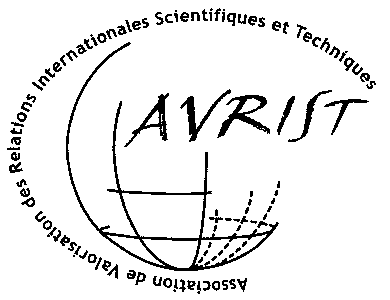 Association de Valorisation des Relations Internationales Scientifiques et Techniques
AVRIST